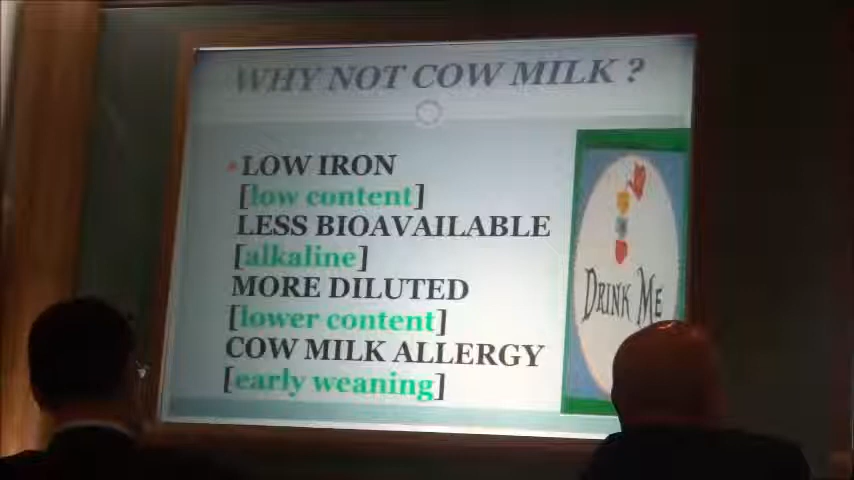 WHY NOT COW MILK ?
LOW IRON
[low content]
LESS BIOAVAILABLE
[alkaline]
MORE DILUTED
[lower content]
COW MILK ALLERGY
[early weaning]
DRINK ME